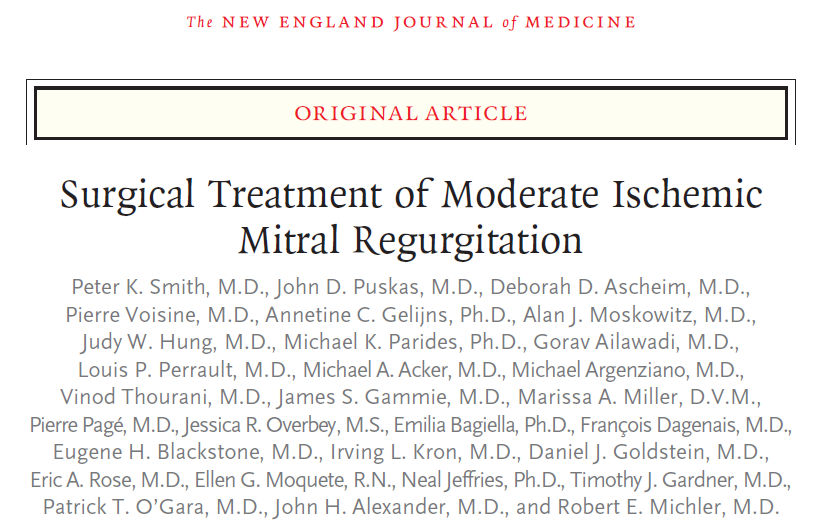 The NEW ENGLAND JOURNAL of MEDICINE
ORIGINAL ARTICLE
Surgical Treatment of Moderate Ischemic
Mitral Regurgitation
Peter K. Smith, M.D., John D. Puskas, M.D., Deborah D. Ascheim, M.D.,
Pierre Voisine, M.D., Annetine C. Gelijns, Ph.D., Alan J. Moskowitz, M.D.,
Judy W. Hung, M.D., Michael K. Parides, Ph.D., Gorav Ailawadi, M.D.,
Louis P. Perrault, M.D., Michael A. Acker, M.D., Michael Argenziano, M.D.,
Vinod Thourani, M.D., James S. Gammie, M.D., Marissa A. Miller, D.V.M.,
Pierre Pagé, M.D., Jessica R. Overbey, M.S., Emilia Bagiella, Ph.D., François Dagenais, M.D.,
Eugene H. Blackstone, M.D., Irving L. Kron, M.D., Daniel J. Goldstein, M.D.,
Eric A. Rose, M.D., Ellen G. Moquete, R.N., Neal Jeffries, Ph.D., Timothy J. Gardner, M.D.,
Patrick T. O’Gara, M.D., John H. Alexander, M.D., and Robert E. Michler, M.D.